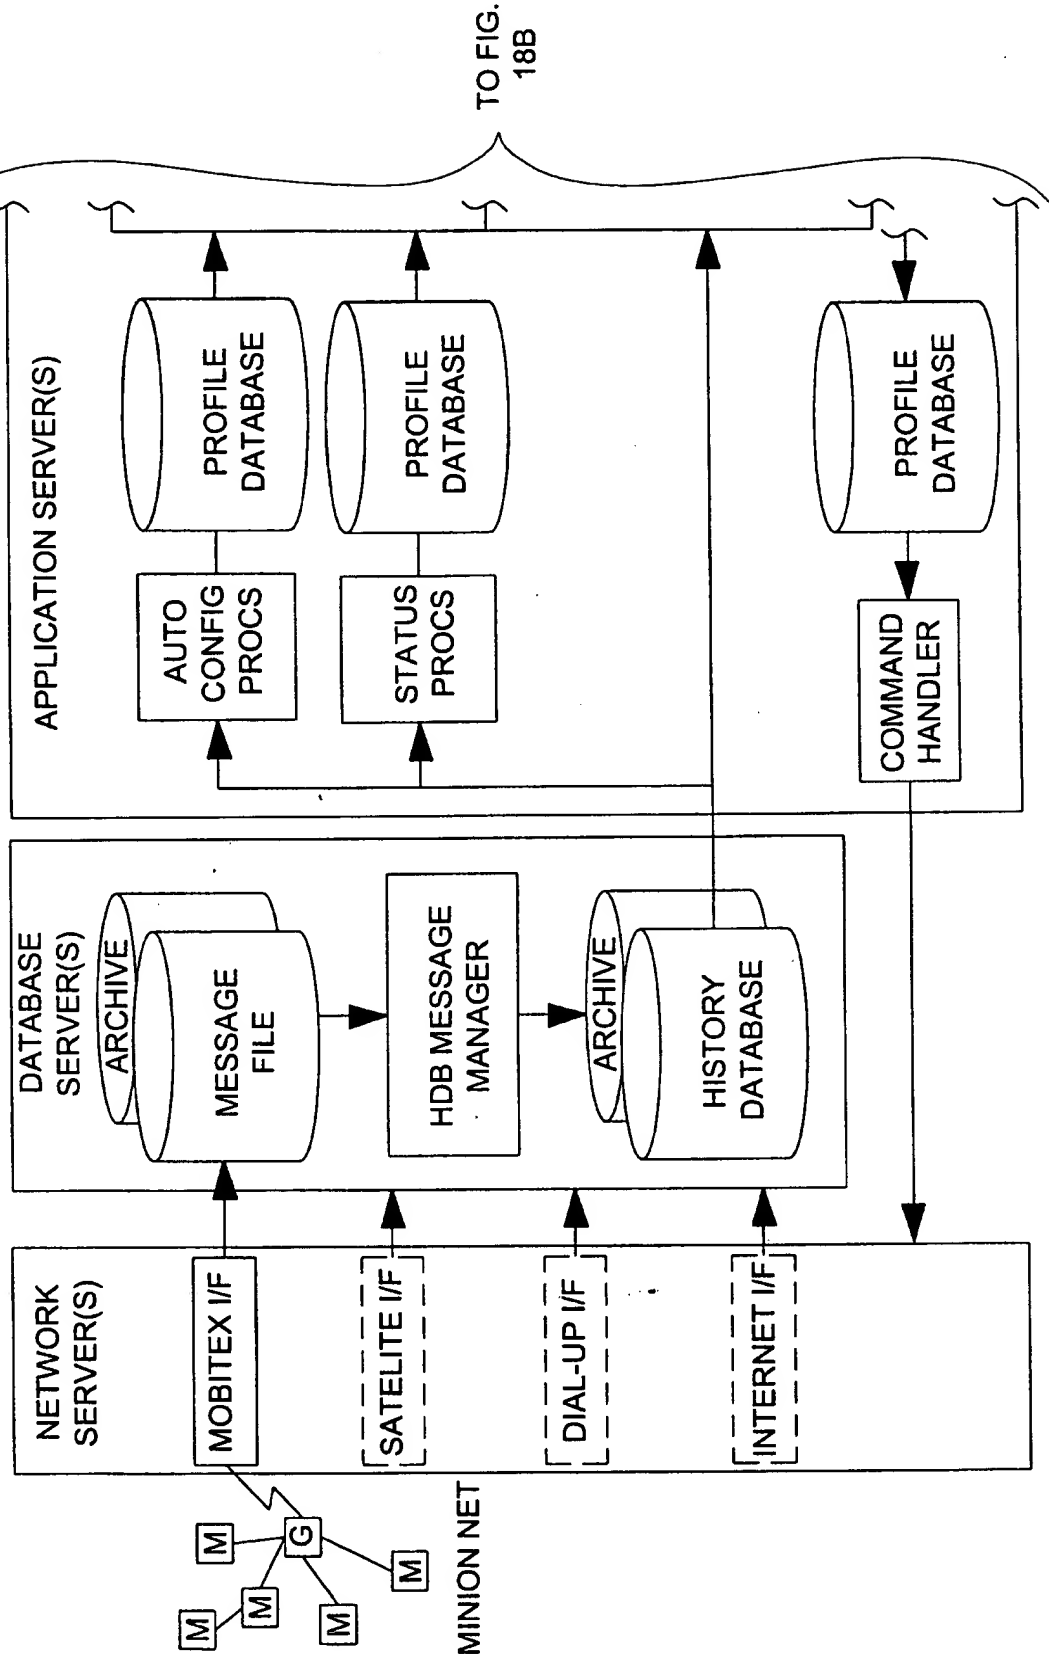 MINION NET
M
M
M
M
M
G
NETWORK
SERVER(S)
MOBITEX I/F
SATELITE I/F
DIAL-UP I/F
INTERNET I/F
DATABASE
SERVER(S)
ARCHIVE
MESSAGE
FILE
HDB MESSAGE
MANAGER
ARCHIVE
HISTORY
DATABASE
APPLICATION SERVER(S)
AUTO
CONFIG
PROCS
PROFILE
DATABASE
STATUS
PROCS
PROFILE
DATABASE
COMMAND
HANDLER
PROFILE
DATABASE
TO FIG.
18B